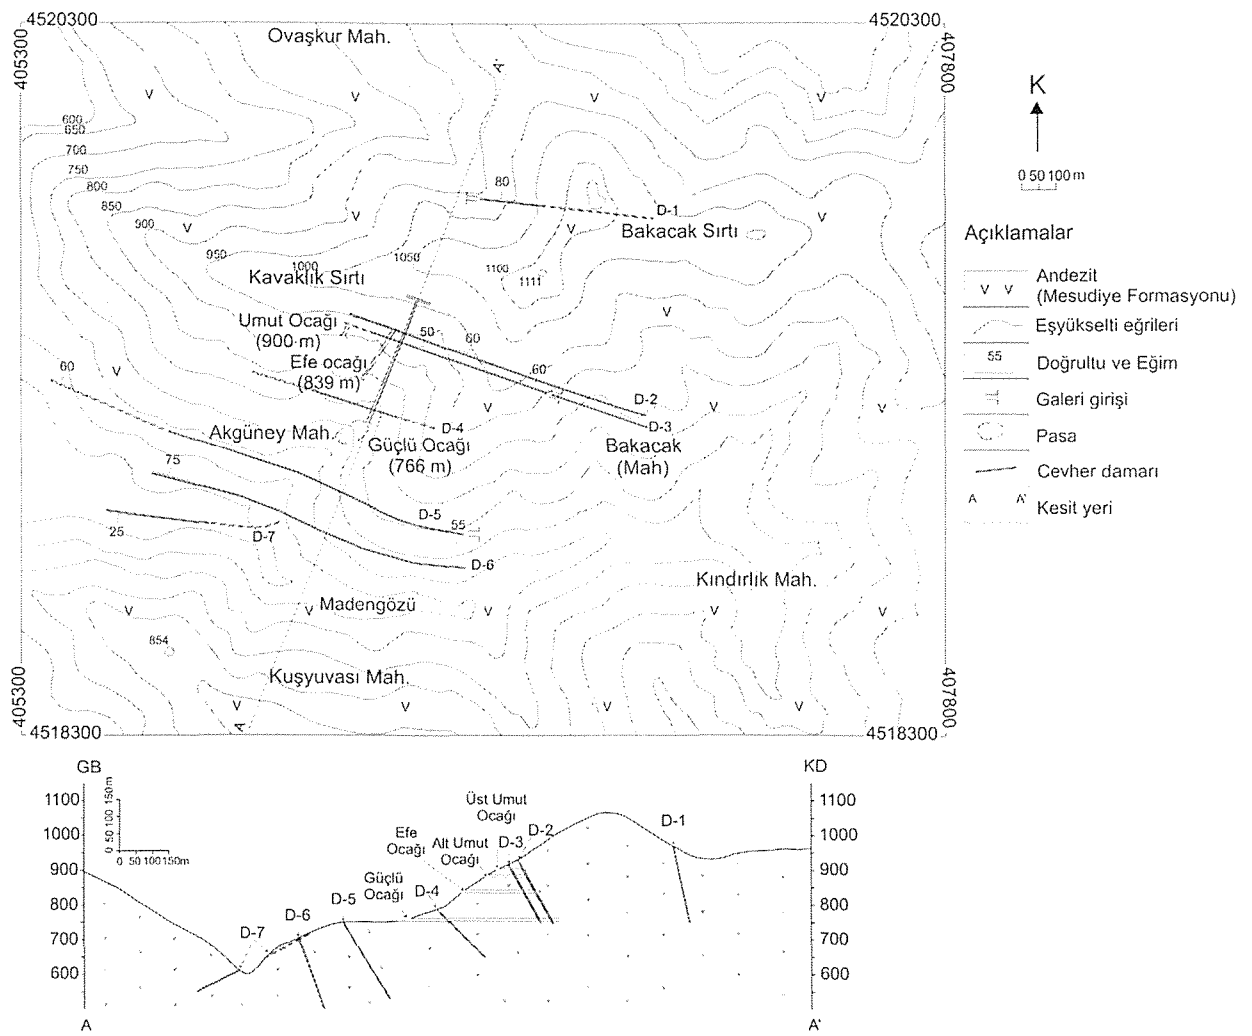 4520300
4520300
405300
407800
Ovaşkur Mah.
A'
V
V
V
V
600
650
700
750
800
850
900
950
1000
1050
1100
1111
80
D-1
Bakacak Sırtı
V
V
V
V
Kavaklık Sırtı
Umut Ocağı
(900 m)
50
60
V
Efe ocağı
(839 m)
60
60
V
D-2
D-3
V
V
D-4
Akgüney Mah.
Güçlü Ocağı
(766 m)
Bakacak
(Mah)
75
D-5
55
25
D-7
D-6
Kındırlık Mah.
Madengözü
V
V
V
V
V
854
Kuşyuvası Mah.
V
V
V
V
A
405300
407800
4518300
4518300
K
0 50 100 m
Açıklamalar
V V
Andezit
(Mesudiye Formasyonu)
Eşyükselti eğrileri
55
Doğrultu ve Eğim
Galeri girişi
Pasa
Cevher damarı
A A'
Kesit yeri
GB
KD
1100
1000
900
800
700
600
0 50 100 150m
0 50 100 150m
Üst Umut
Ocağı
D-2
D-3
Efe
Ocağı
Alt Umut
Ocağı
Güçlü
Ocağı
D-4
D-5
D-6
D-7
D-1
1100
1000
900
800
700
600
A
A'